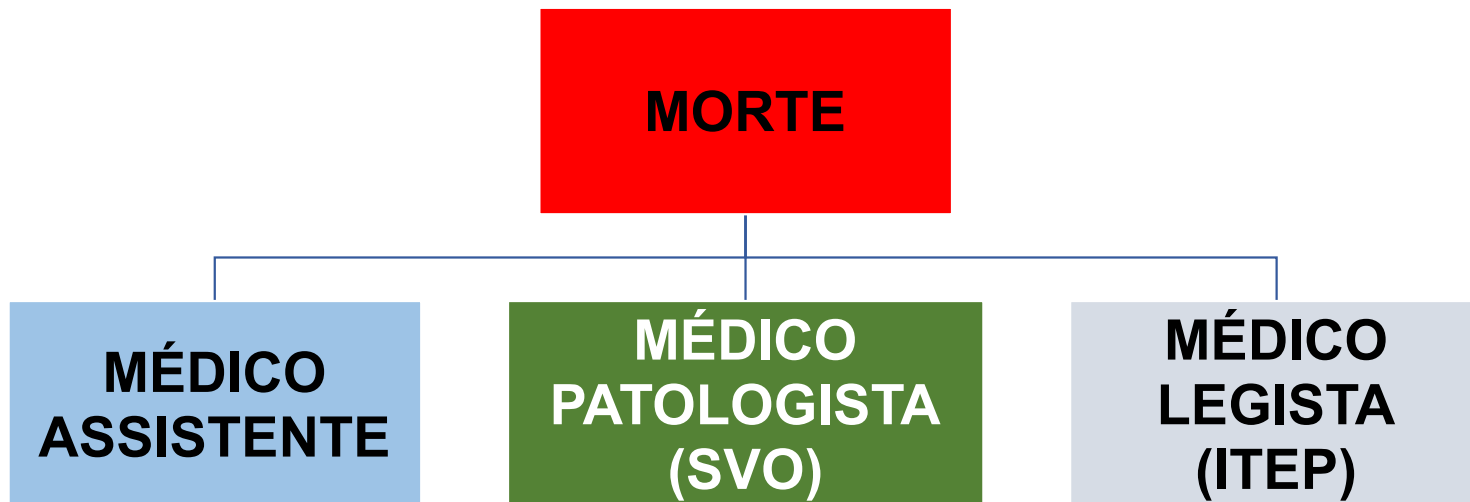 MORTE
MÉDICO
ASSISTENTE
MÉDICO
PATOLOGISTA
(SVO)
MÉDICO
LEGISTA
(ITEP)